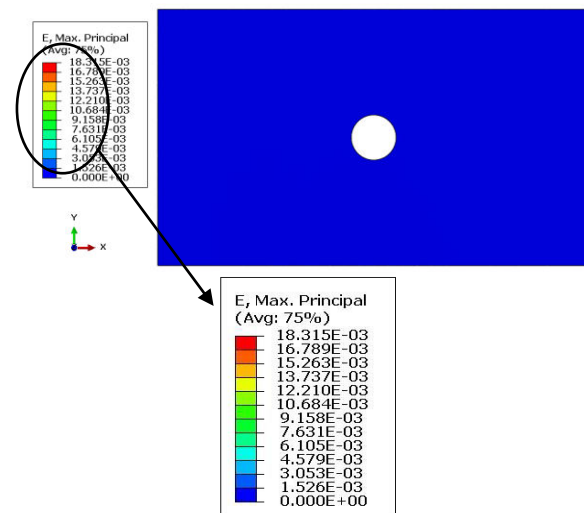 E, Max. Principal
(Avg: 75%)
18.315E-03
16.789E-03
15.263E-03
13.737E-03
12.210E-03
10.684E-03
9.158E-03
7.631E-03
6.105E-03
4.579E-03
3.053E-03
1.526E-03
0.000E+00
Y
X
E, Max. Principal
(Avg: 75%)
18.315E-03
16.789E-03
15.263E-03
13.737E-03
12.210E-03
10.684E-03
9.158E-03
7.631E-03
6.105E-03
4.579E-03
3.053E-03
1.526E-03
0.000E+00